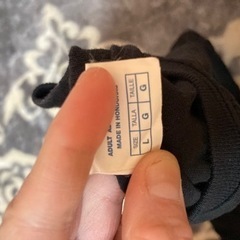 ADULT
MADE IN HONDURAS
SIZE TALLA TAILLE
L G G